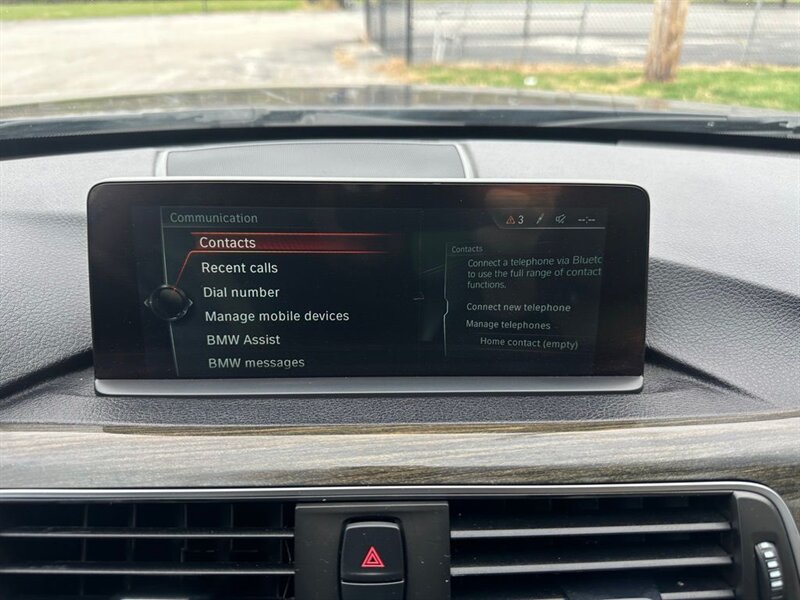 Communication
3
--:--
Contacts
Recent calls
Dial number
Manage mobile devices
BMW Assist
BMW messages
Contacts
Connect a telephone via Bluetc
to use the full range of contact
functions.
Connect new telephone
Manage telephones
Home contact (empty)